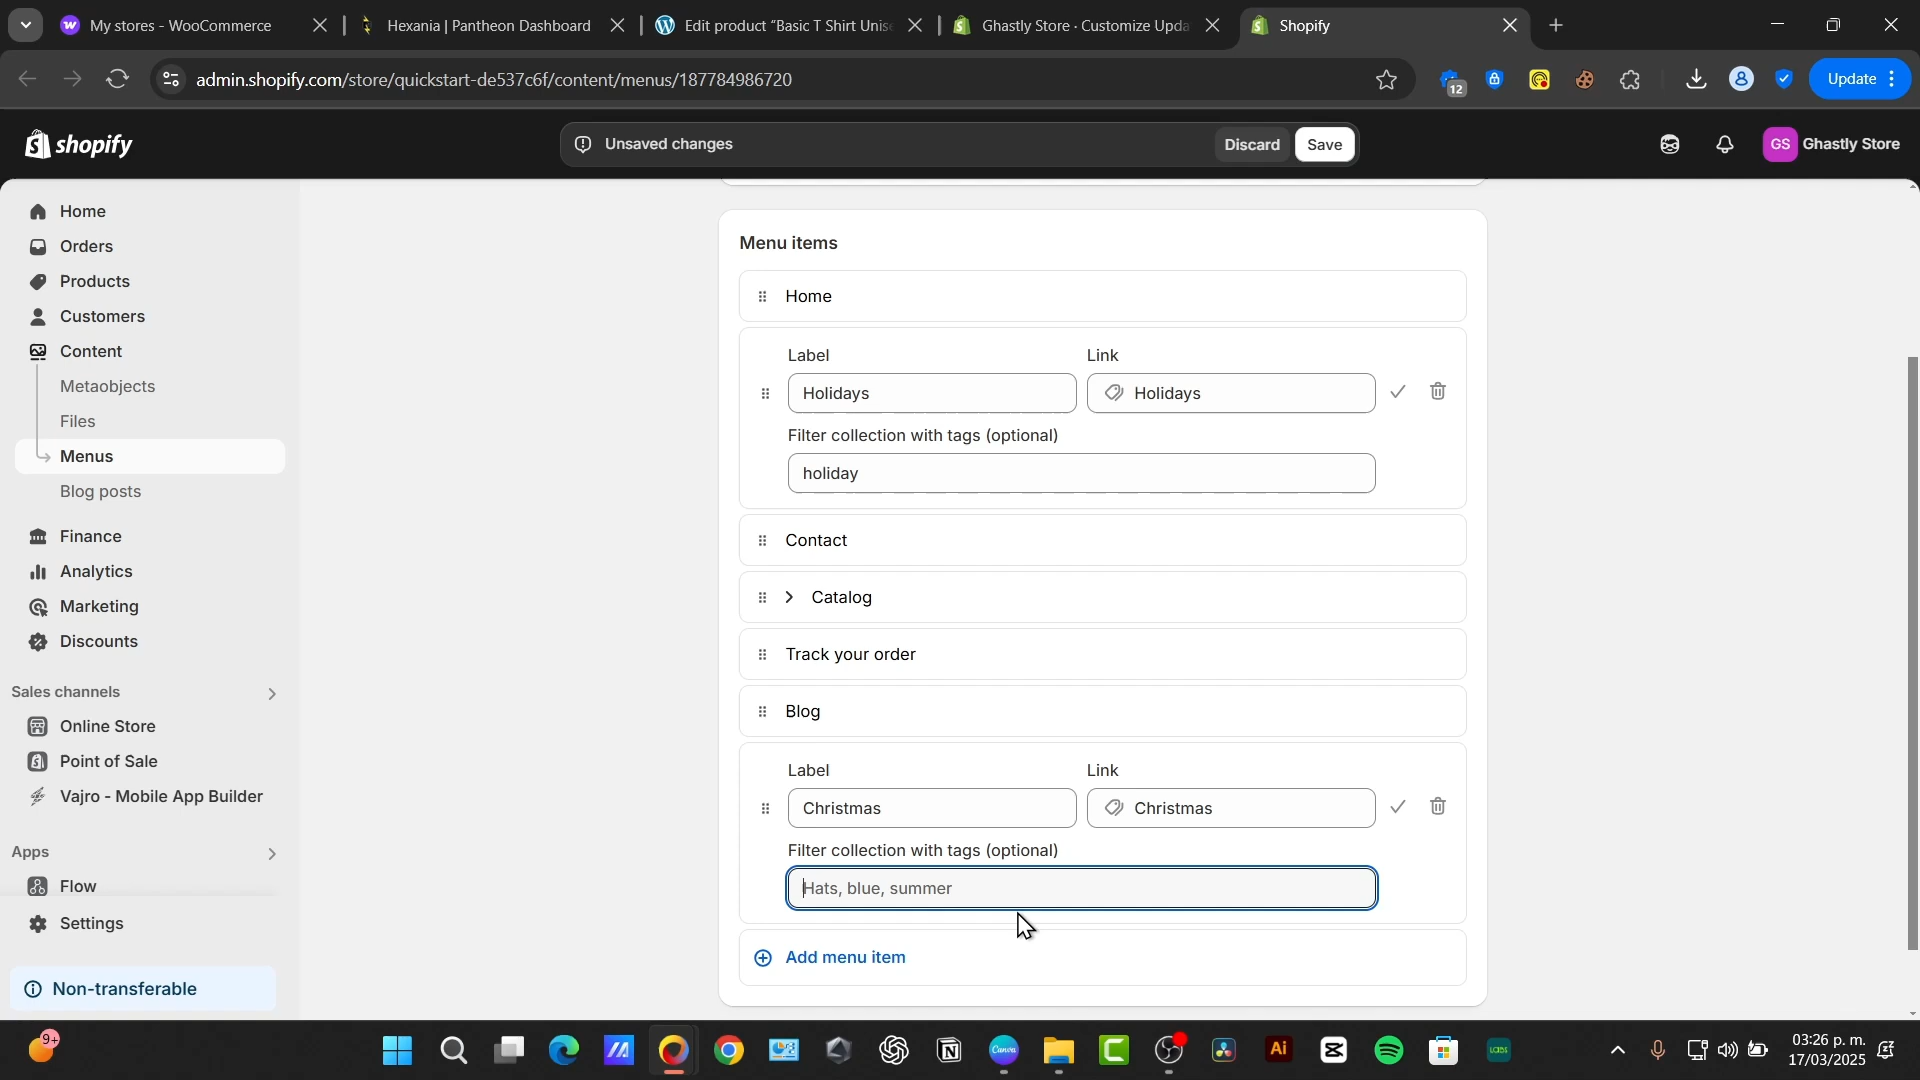 My stores - WooCommerce
Hexania | Pantheon Dashboard
Edit product “Basic T Shirt Unise
Ghastly Store · Customize Upda
Shopify
admin.shopify.com/store/quickstart-de537c6f/content/menus/187784986720
12
Update
shopify
Unsaved changes
Discard
Save
GS
Ghastly Store
Home
Orders
Products
Customers
Content
Metaobjects
Files
Menus
Blog posts
Finance
Analytics
Marketing
Discounts
Sales channels
Online Store
Point of Sale
Vajro - Mobile App Builder
Apps
Flow
Settings
Non-transferable
Menu items
Home
Label
Link
Holidays
Holidays
Filter collection with tags (optional)
holiday
Contact
Catalog
Track your order
Blog
Label
Link
Christmas
Christmas
Filter collection with tags (optional)
Hats, blue, summer
Add menu item
9+
Canva
Ai
03:26 p. m.
17/03/2025